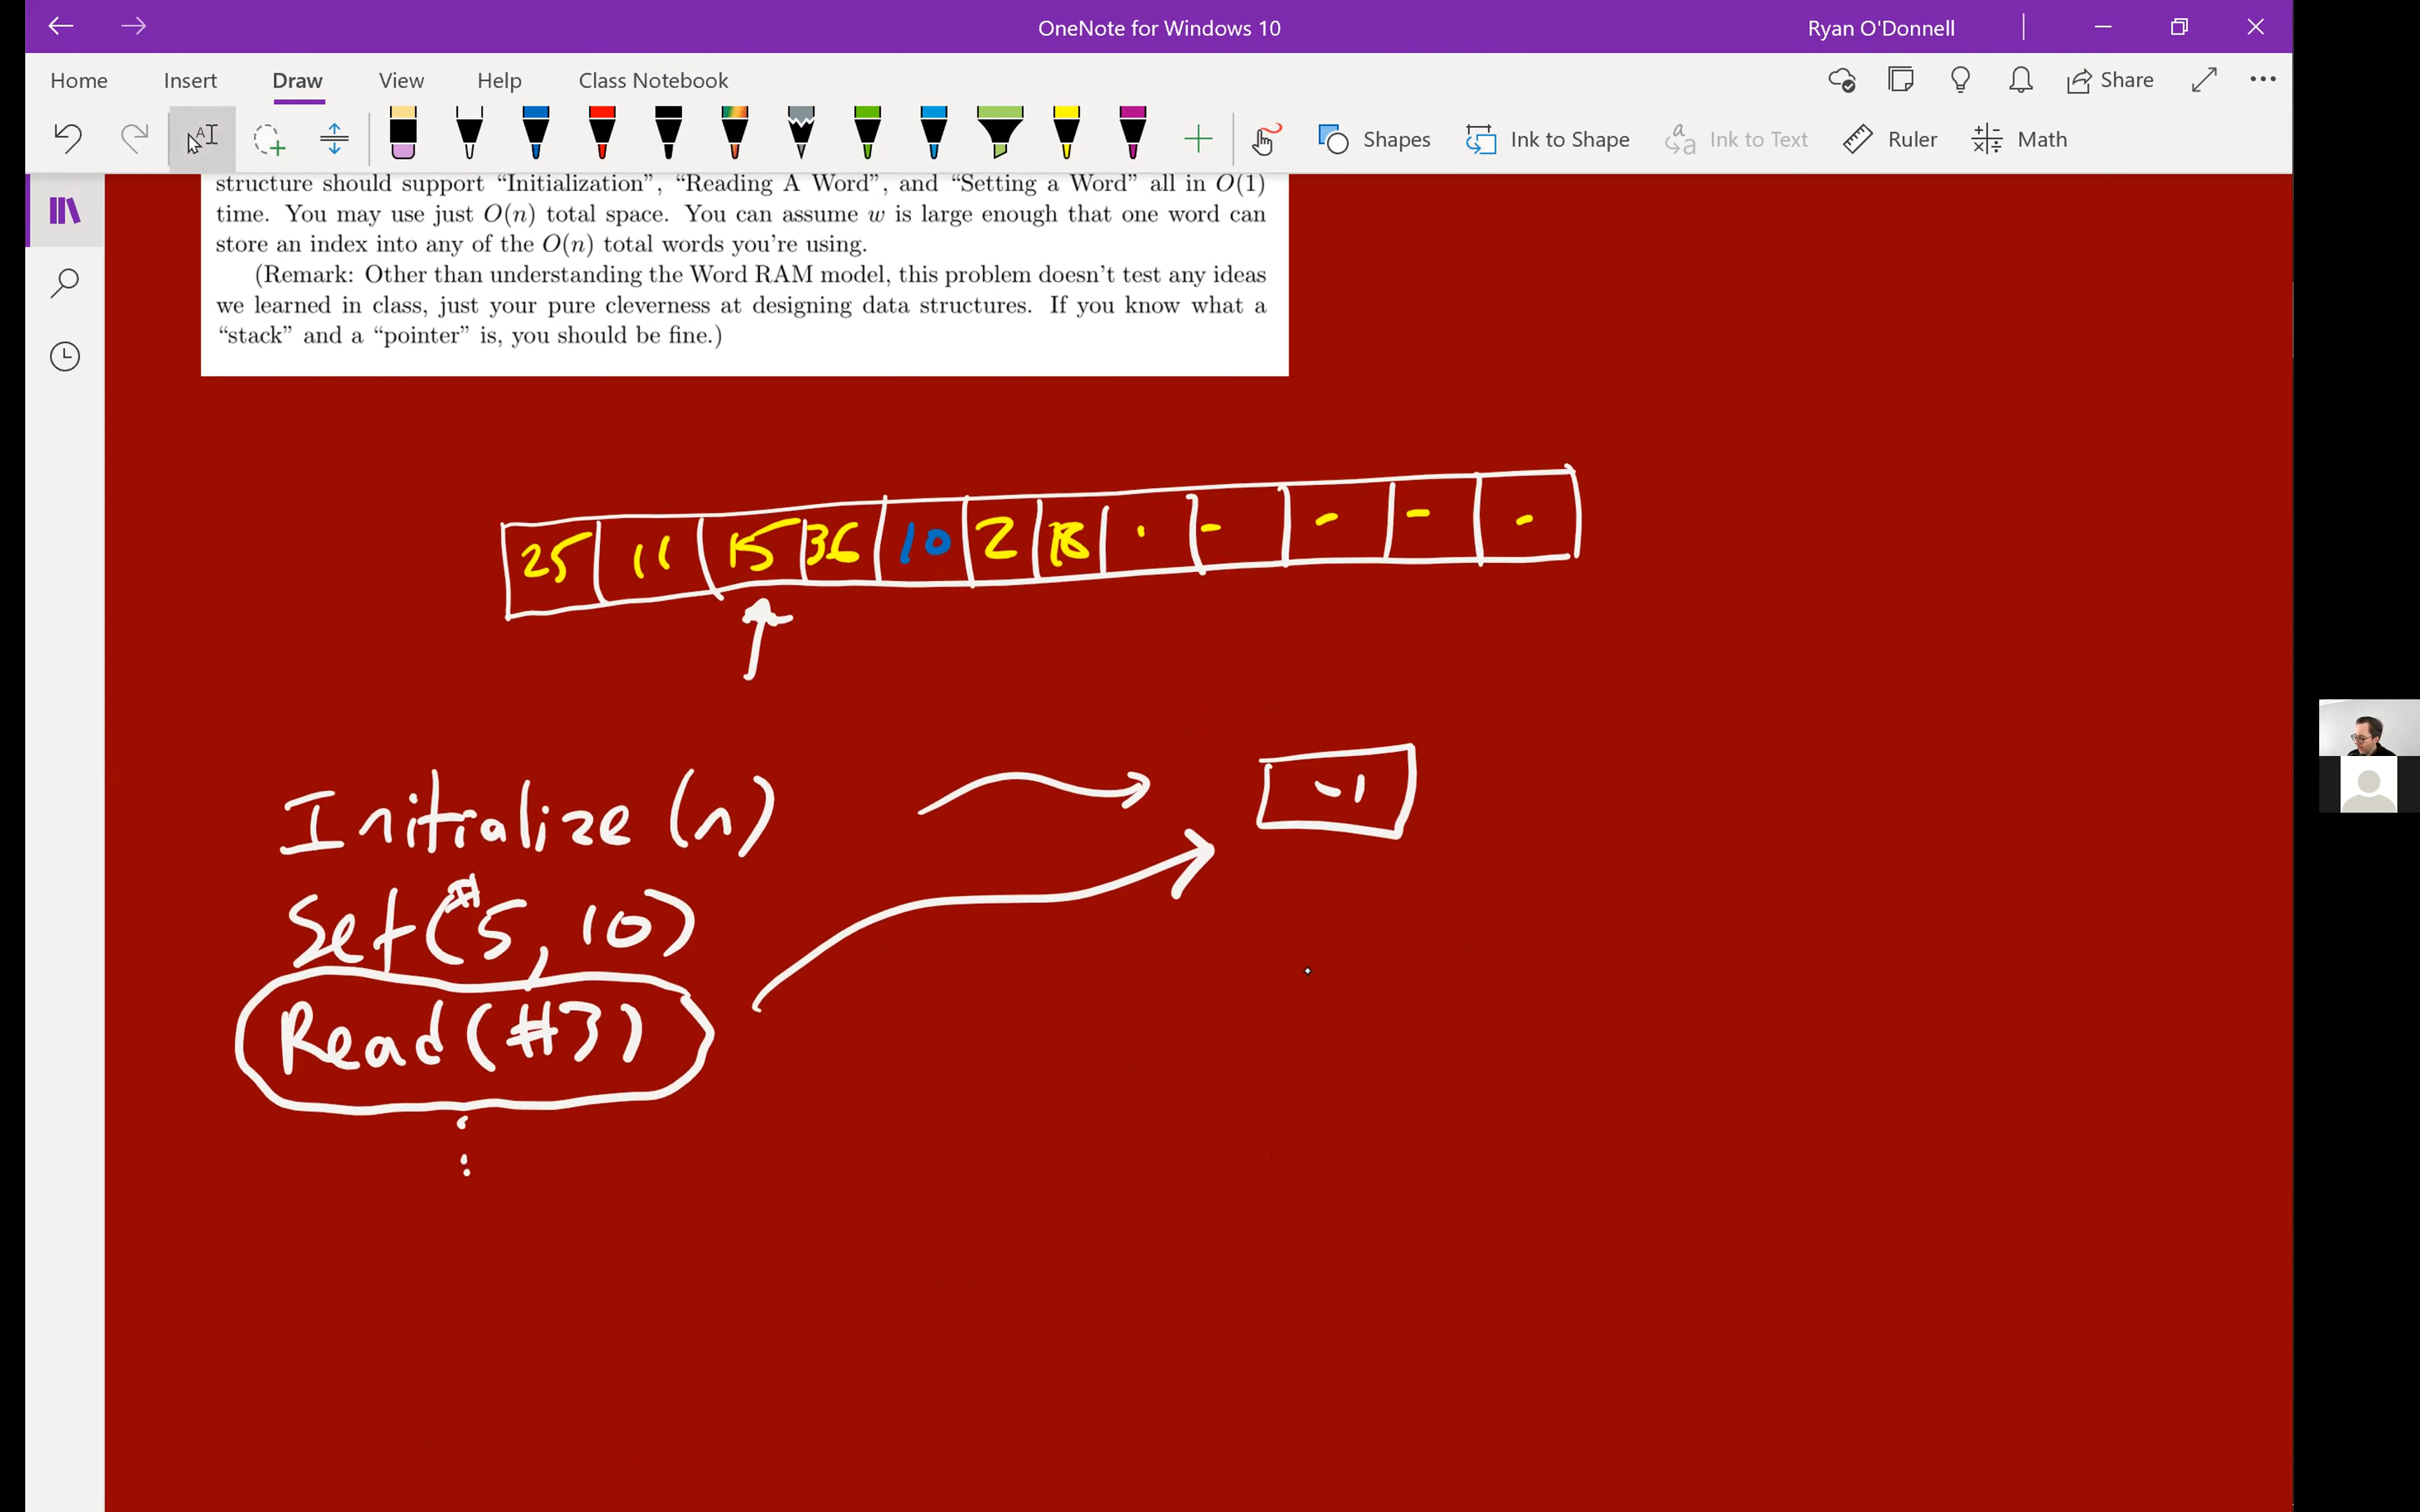 OneNote for Windows 10
Ryan O'Donnell
Home Insert Draw View Help Class Notebook
Share
Shapes Ink to Shape Ink to Text Ruler Math
structure should support “Initialization”, “Reading A Word”, and “Setting a Word” all in O(1)
time. You may use just O(n) total space. You can assume w is large enough that one word can
store an index into any of the O(n) total words you’re using.
(Remark: Other than understanding the Word RAM model, this problem doesn’t test any ideas
we learned in class, just your pure cleverness at designing data structures. If you know what a
“stack” and a “pointer” is, you should be fine.)
25 11 15 36 10 2 18 . - - - -
Initialize (n)
-1
Set(#5, 10)
Read(#3)